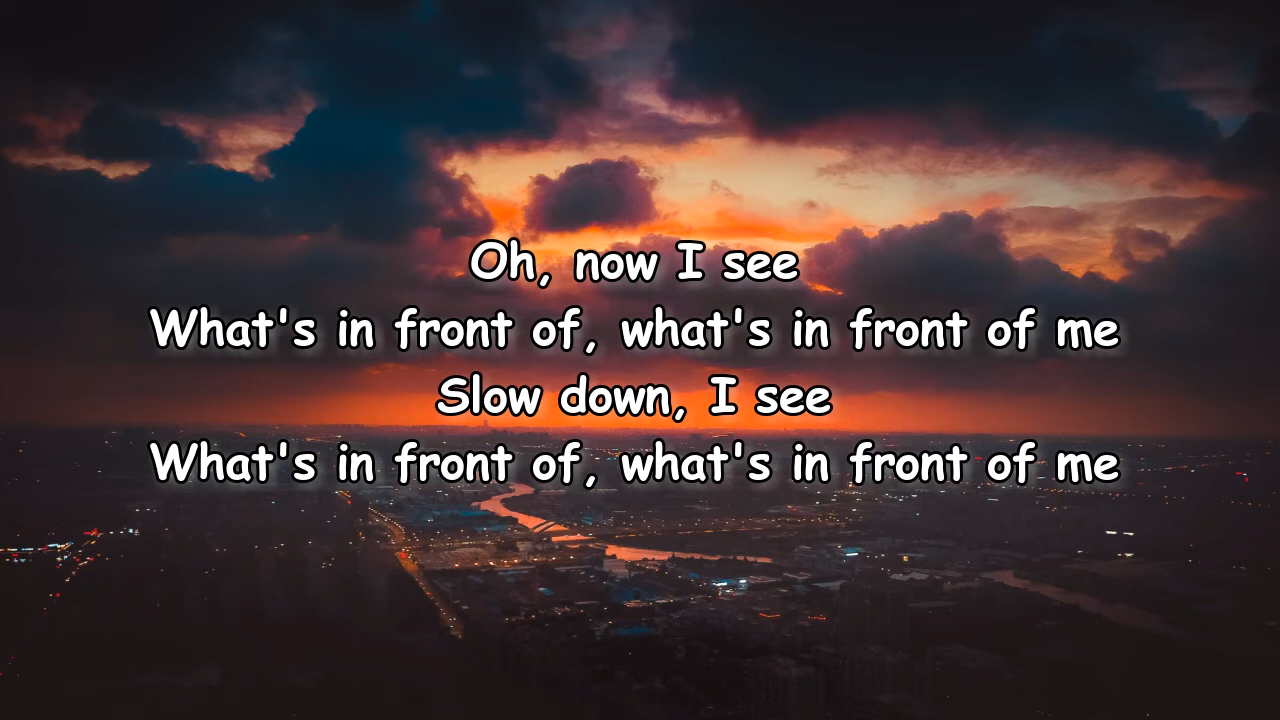 Oh, now I see
What's in front of, what's in front of me
Slow down, I see
What's in front of, what's in front of me